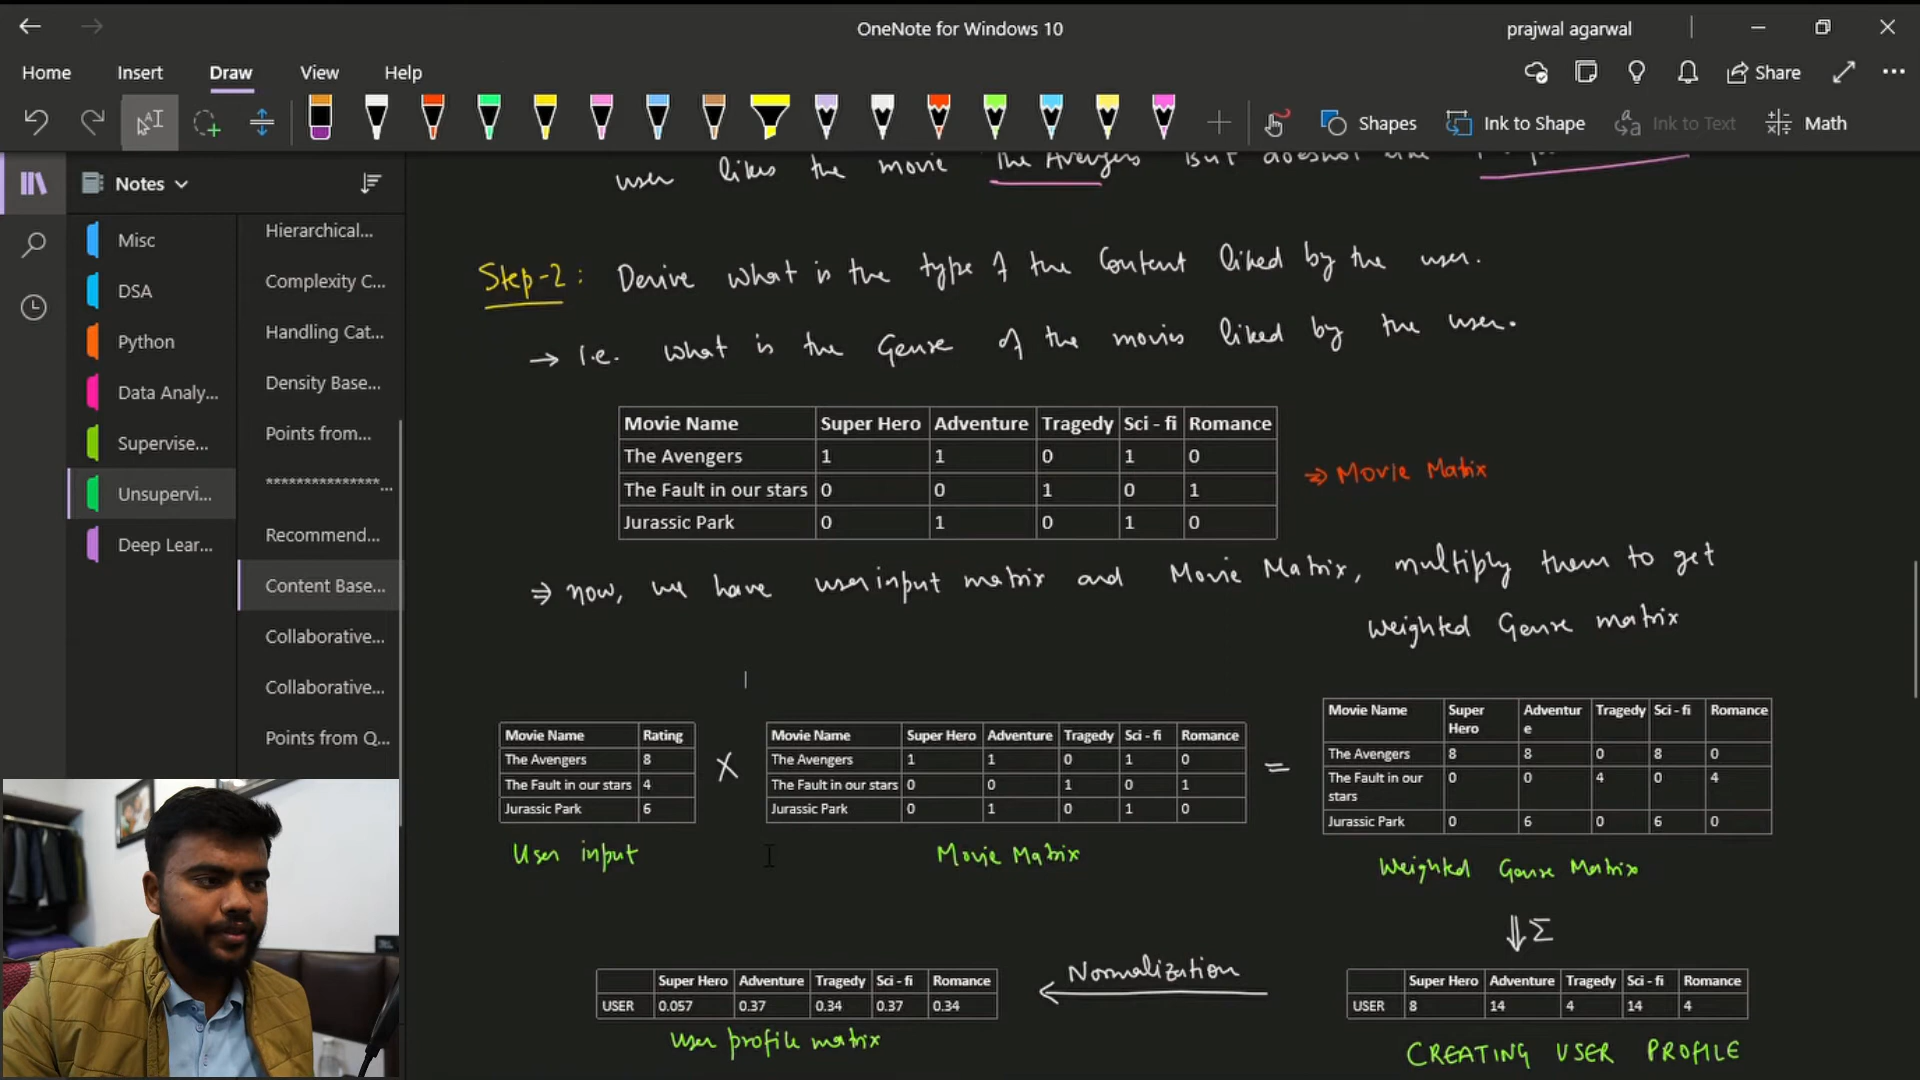 OneNote for Windows 10
prajwal agarwal
Home Insert Draw View Help
Share
Shapes
Ink to Shape
Ink to Text
Math
Notes
Misc
DSA
Python
Data Analy...
Supervise...
Unsupervi...
Deep Lear...
Hierarchical...
Complexity C...
Handling Cat...
Density Base...
Points from...
***************...
Recommend...
Content Base...
Collaborative...
Collaborative...
Points from Q...
user likes the movie The Avengers But doesnot like
Step-2: Derive what is the type of the Content liked by the user.
→ i.e. what is the Genre of the movies liked by the user.
Movie Name Super Hero Adventure Tragedy Sci - fi Romance
The Avengers 1 1 0 1 0
The Fault in our stars 0 0 1 0 1
Jurassic Park 0 1 0 1 0
⇒ Movie Matrix
⇒ now, we have user input matrix and Movie Matrix, multiply them to get
Weighted Genre matrix
Movie Name Rating
The Avengers 8
The Fault in our stars 4
Jurassic Park 6
User input
X
Movie Name Super Hero Adventure Tragedy Sci - fi Romance
The Avengers 1 1 0 1 0
The Fault in our stars 0 0 1 0 1
Jurassic Park 0 1 0 1 0
Movie Matrix
=
Movie Name Super Hero Adventur e Tragedy Sci - fi Romance
The Avengers 8 8 0 8 0
The Fault in our stars 0 0 4 0 4
Jurassic Park 0 6 0 6 0
Weighted Genre Matrix
⇓ Σ
Super Hero Adventure Tragedy Sci - fi Romance
USER 8 14 4 14 4
CREATING USER PROFILE
Normalization
Super Hero Adventure Tragedy Sci - fi Romance
USER 0.057 0.37 0.34 0.37 0.34
User profile matrix